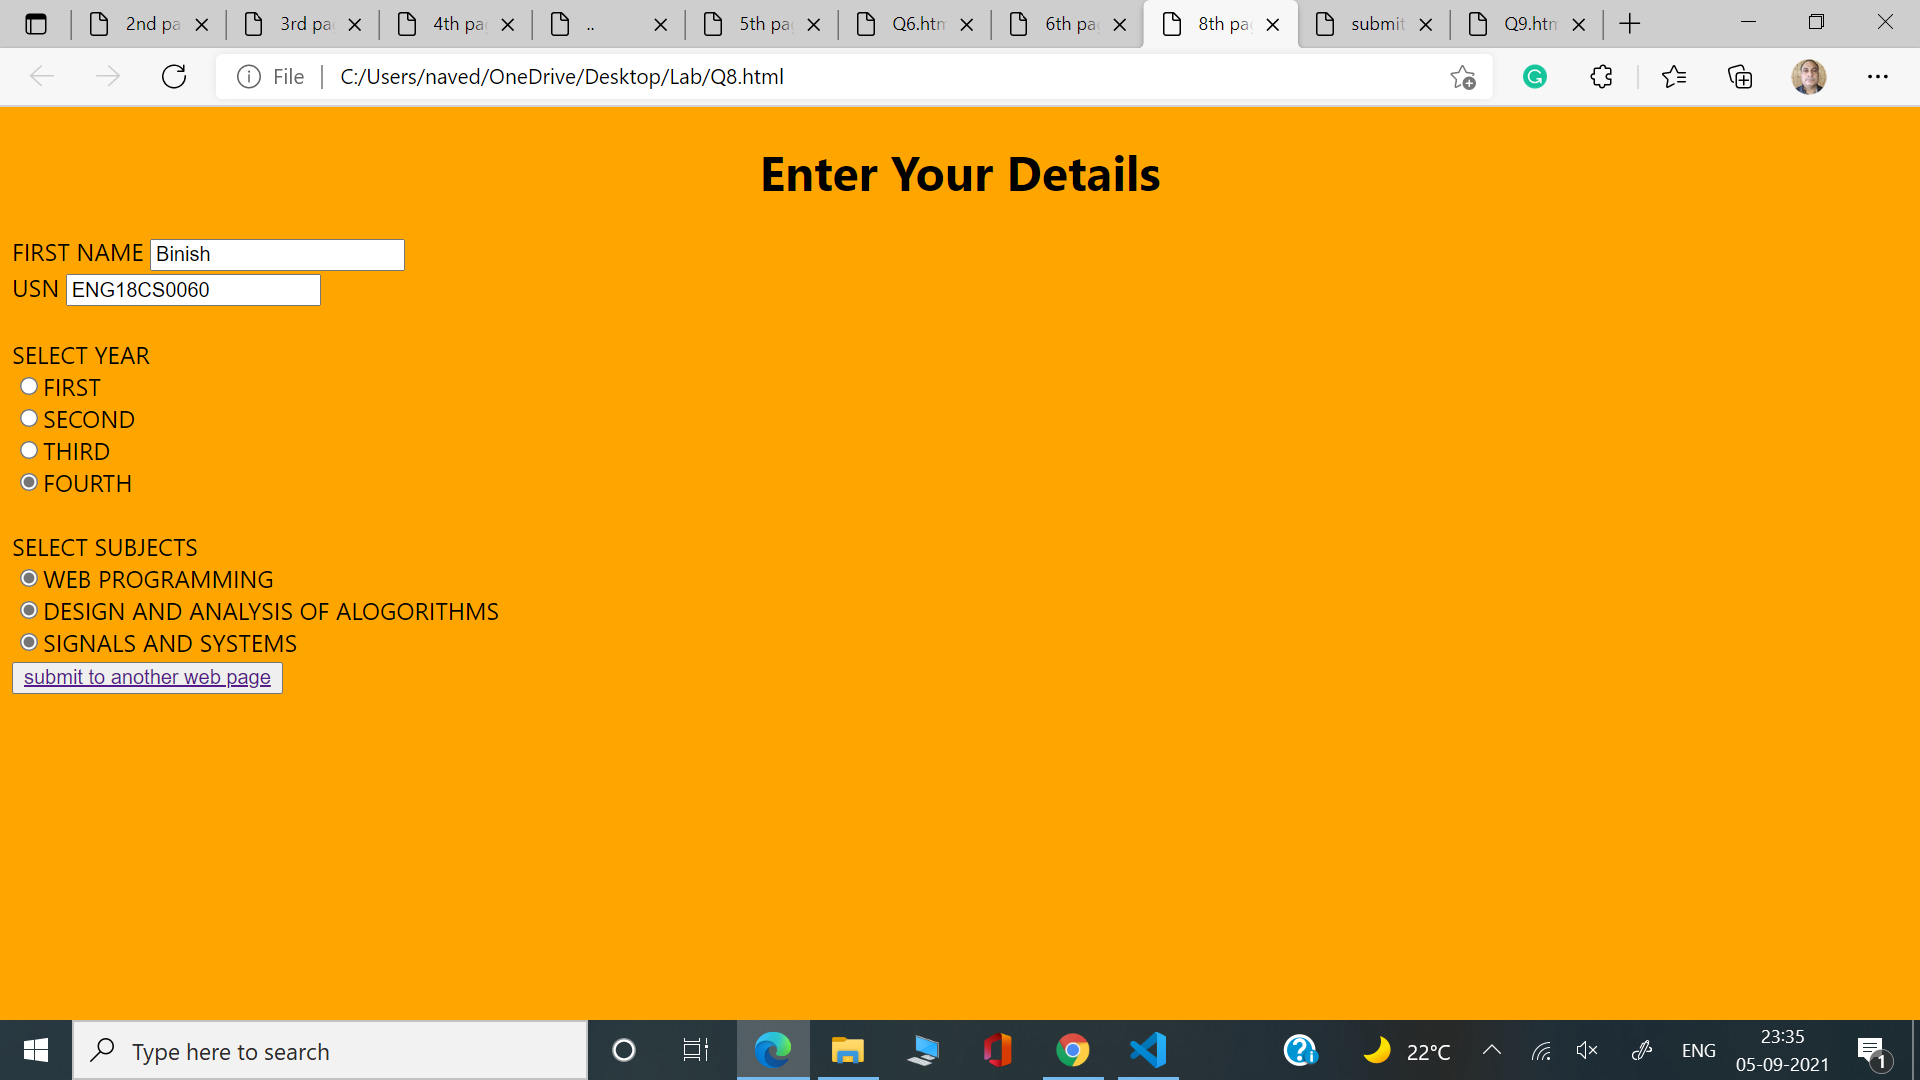 2nd pa
3rd pa
4th pa
..
5th pa
Q6.htm
6th pa
8th pa
submit
Q9.htm
File
C:/Users/naved/OneDrive/Desktop/Lab/Q8.html
Enter Your Details
FIRST NAME Binish
USN ENG18CS0060
SELECT YEAR
FIRST
SECOND
THIRD
FOURTH
SELECT SUBJECTS
WEB PROGRAMMING
DESIGN AND ANALYSIS OF ALOGORITHMS
SIGNALS AND SYSTEMS
submit to another web page
Type here to search
22°C
ENG
23:35
05-09-2021
1